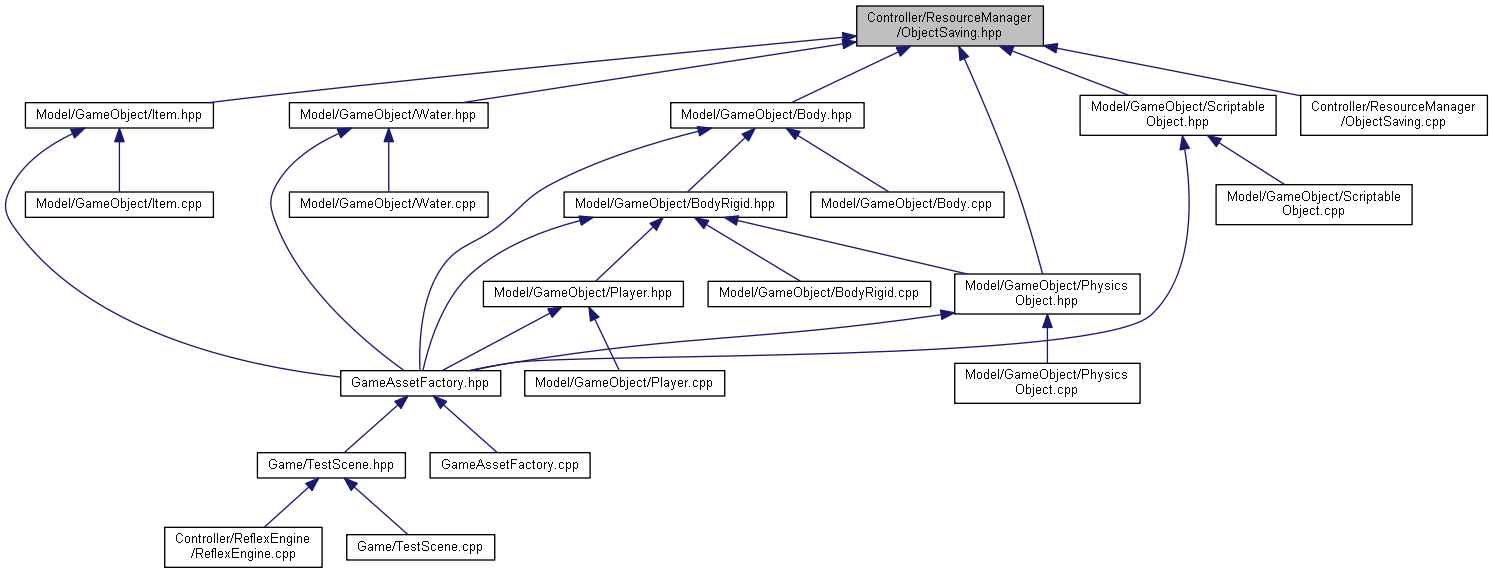 Controller/ResourceManager
/ObjectSaving.hpp
Model/GameObject/Item.hpp
Model/GameObject/Water.hpp
Model/GameObject/Body.hpp
Model/GameObject/Scriptable
Object.hpp
Controller/ResourceManager
/ObjectSaving.cpp
Model/GameObject/Item.cpp
Model/GameObject/Water.cpp
Model/GameObject/BodyRigid.hpp
Model/GameObject/Body.cpp
Model/GameObject/Scriptable
Object.cpp
Model/GameObject/Player.hpp
Model/GameObject/BodyRigid.cpp
Model/GameObject/Physics
Object.hpp
GameAssetFactory.hpp
Model/GameObject/Player.cpp
Model/GameObject/Physics
Object.cpp
Game/TestScene.hpp
GameAssetFactory.cpp
Controller/ReflexEngine
/ReflexEngine.cpp
Game/TestScene.cpp